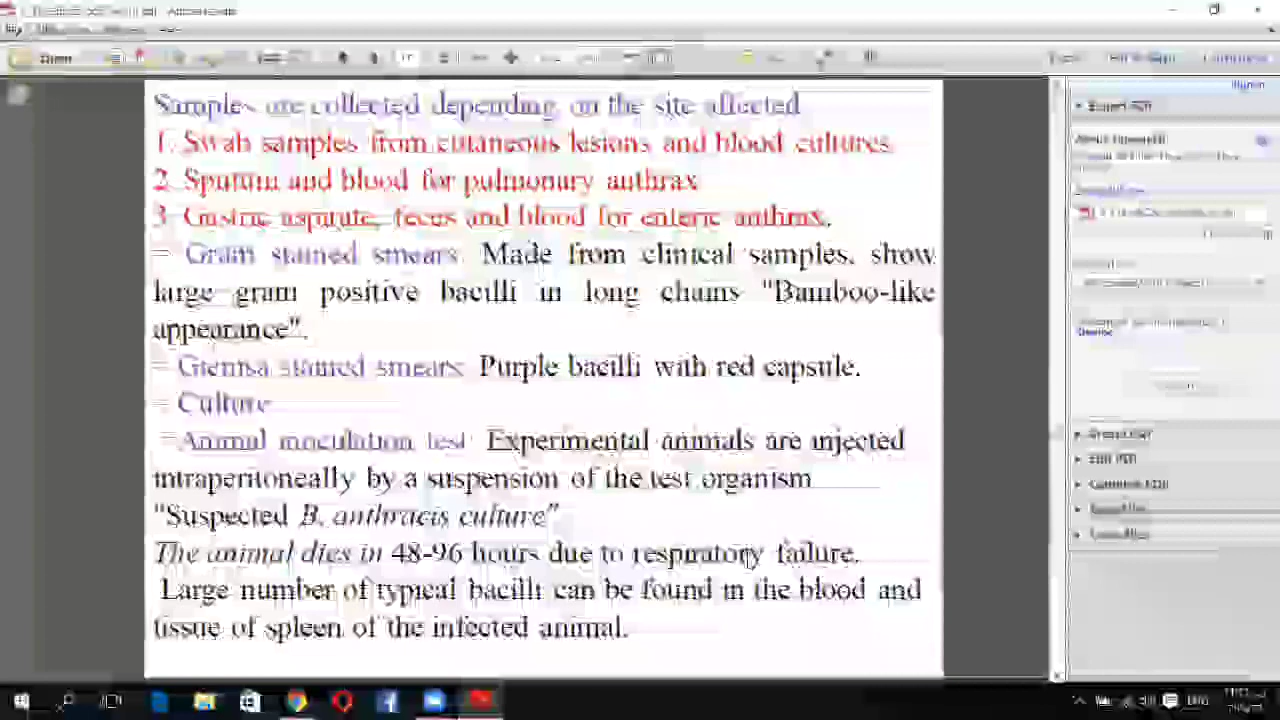 Samples are collected depending on the site affected
1. Swab samples from cutaneous lesions and blood cultures.
2. Sputum and blood for pulmonary anthrax
3. Gastric aspirate, feces and blood for enteric anthrax.
= Gram stained smears: Made from clinical samples, show
large gram positive bacilli in long chains "Bamboo-like
appearance".
= Giemsa stained smears: Purple bacilli with red capsule.
= Culture
=Animal inoculation test: Experimental animals are injected
intraperitoneally by a suspension of the test organism
"Suspected B. anthracis culture"
The animal dies in 48-96 hours due to respiratory failure.
Large number of typical bacilli can be found in the blood and
tissue of spleen of the infected animal.
Export PDF
Edit PDF